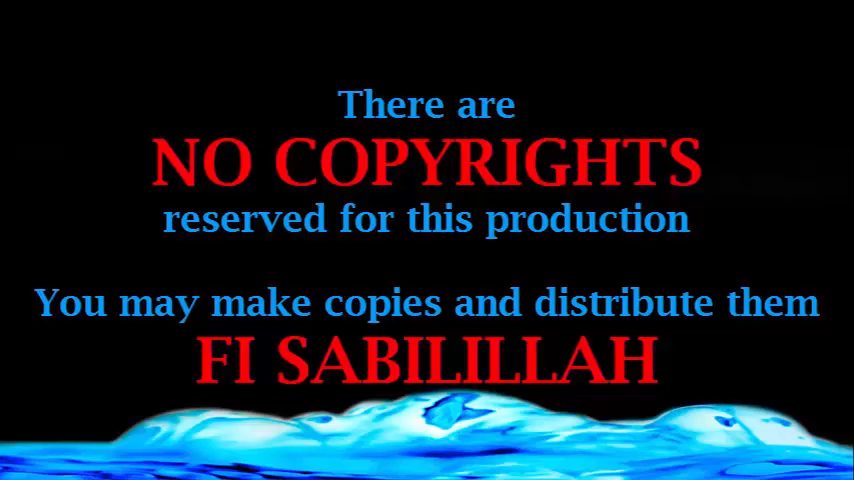 There are
NO COPYRIGHTS
reserved for this production
You may make copies and distribute them
FI SABILILLAH